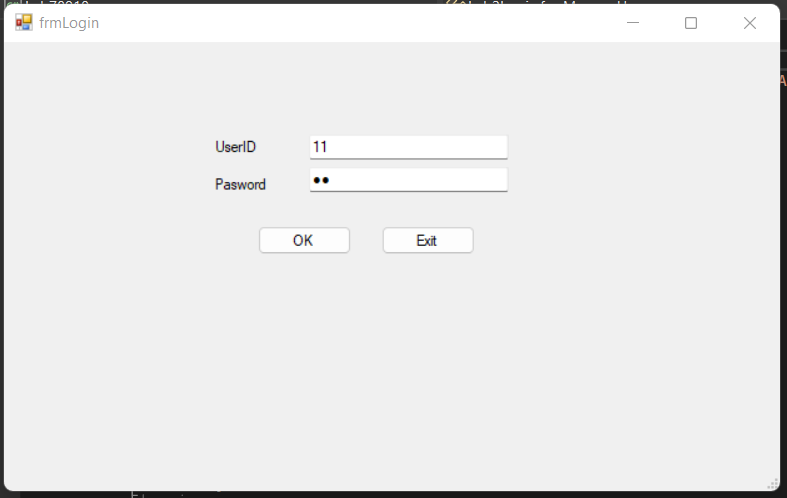 frmLogin
UserID 11
Pasword ●●
OK Exit